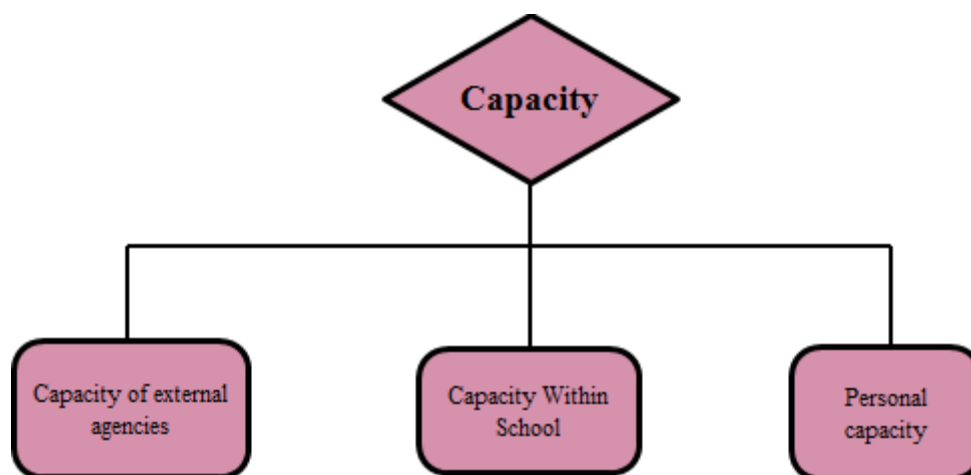 Capacity
Capacity of external
agencies
Capacity Within
School
Personal
capacity